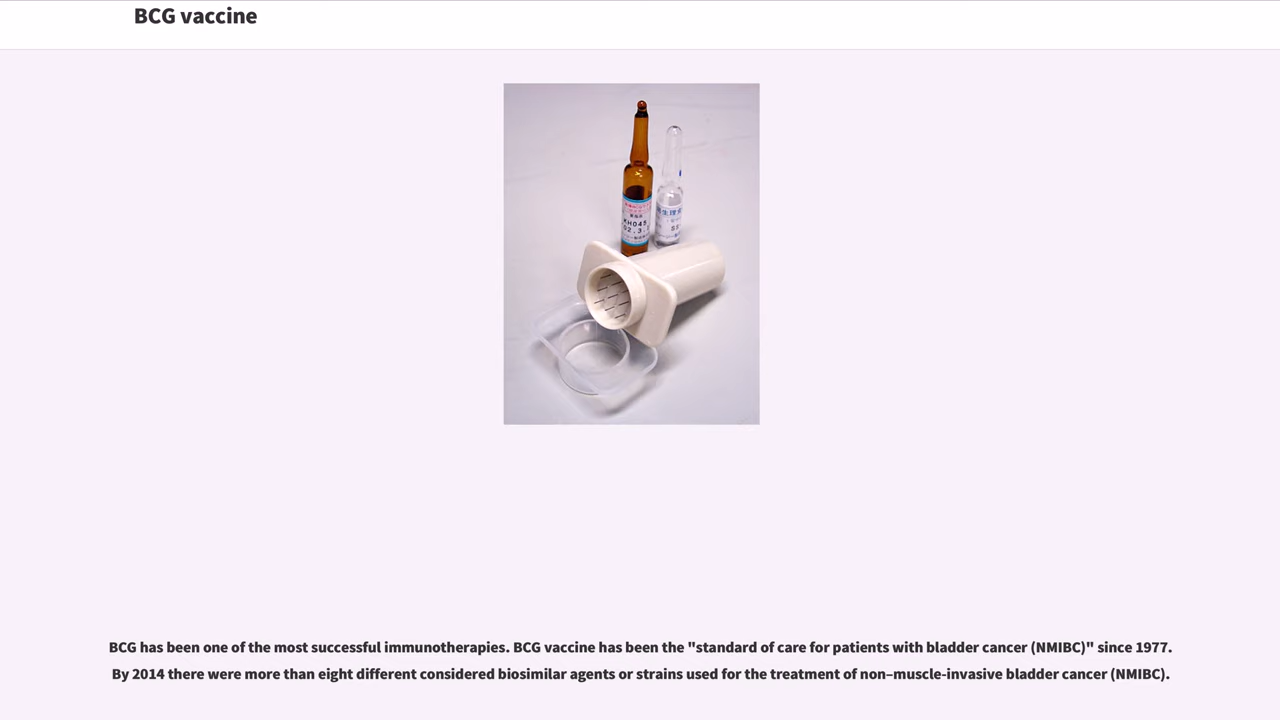 BCG vaccine
KH045
BCG has been one of the most successful immunotherapies. BCG vaccine has been the "standard of care for patients with bladder cancer (NMIBC)" since 1977.
By 2014 there were more than eight different considered biosimilar agents or strains used for the treatment of non–muscle-invasive bladder cancer (NMIBC).